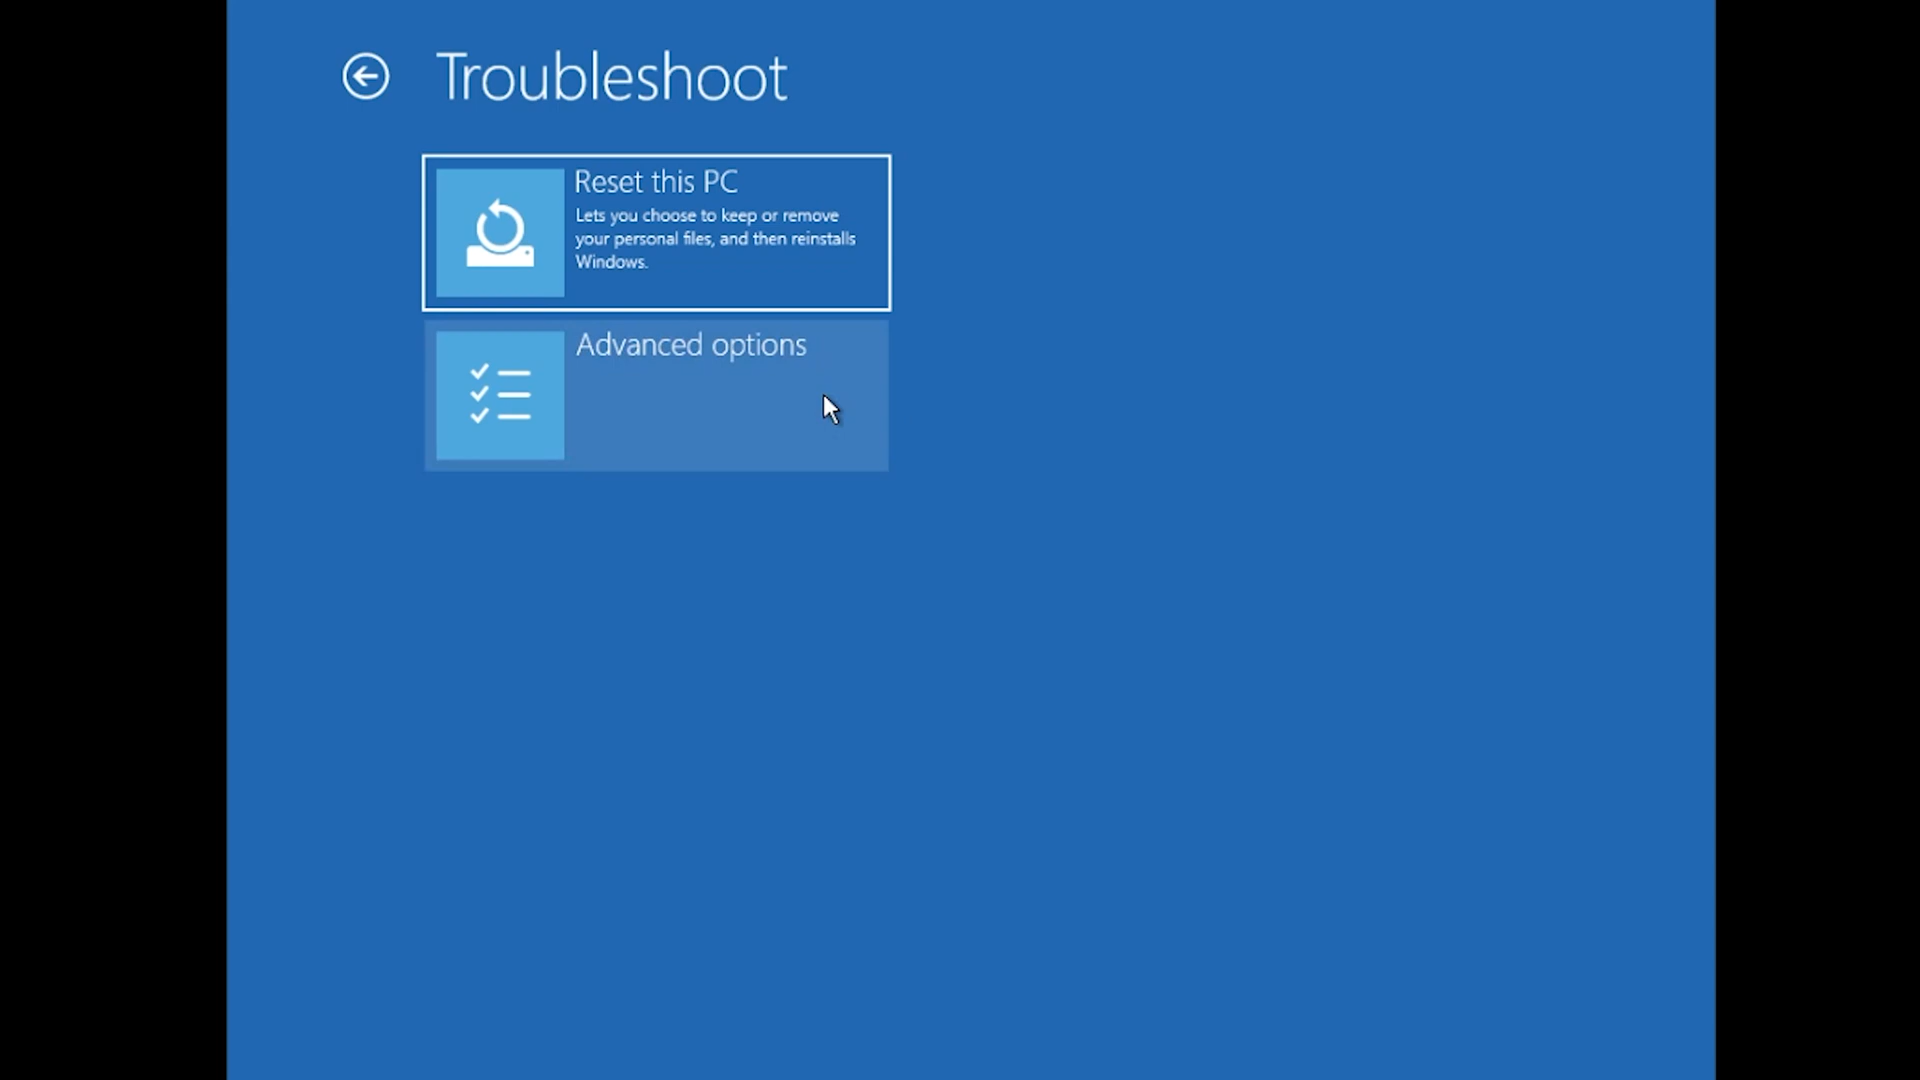 Troubleshoot
Reset this PC
Lets you choose to keep or remove
your personal files, and then reinstalls
Windows.
Advanced options